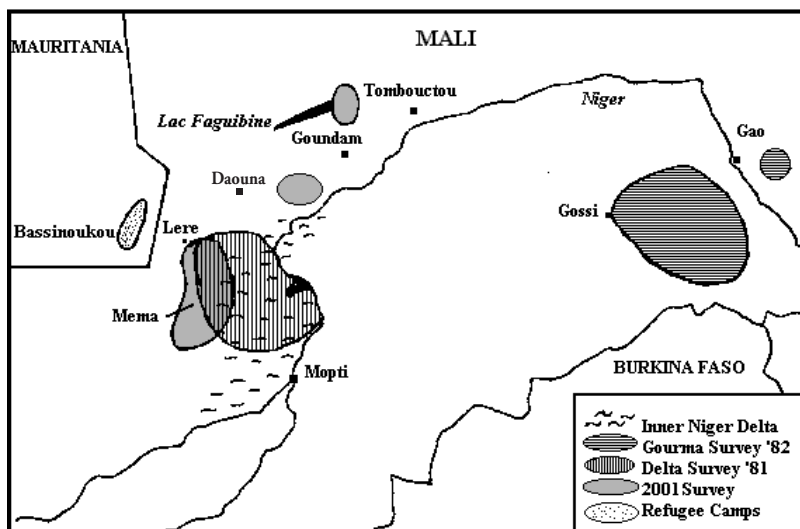 MAURITANIA
MALI
Tombouctou
Niger
Lac Faguibine
Goundam
Gao
Daouna
Gossi
Bassinoukou
Lere
Mema
Mopti
BURKINA FASO
Inner Niger Delta
Gourma Survey '82
Delta Survey '81
2001 Survey
Refugee Camps